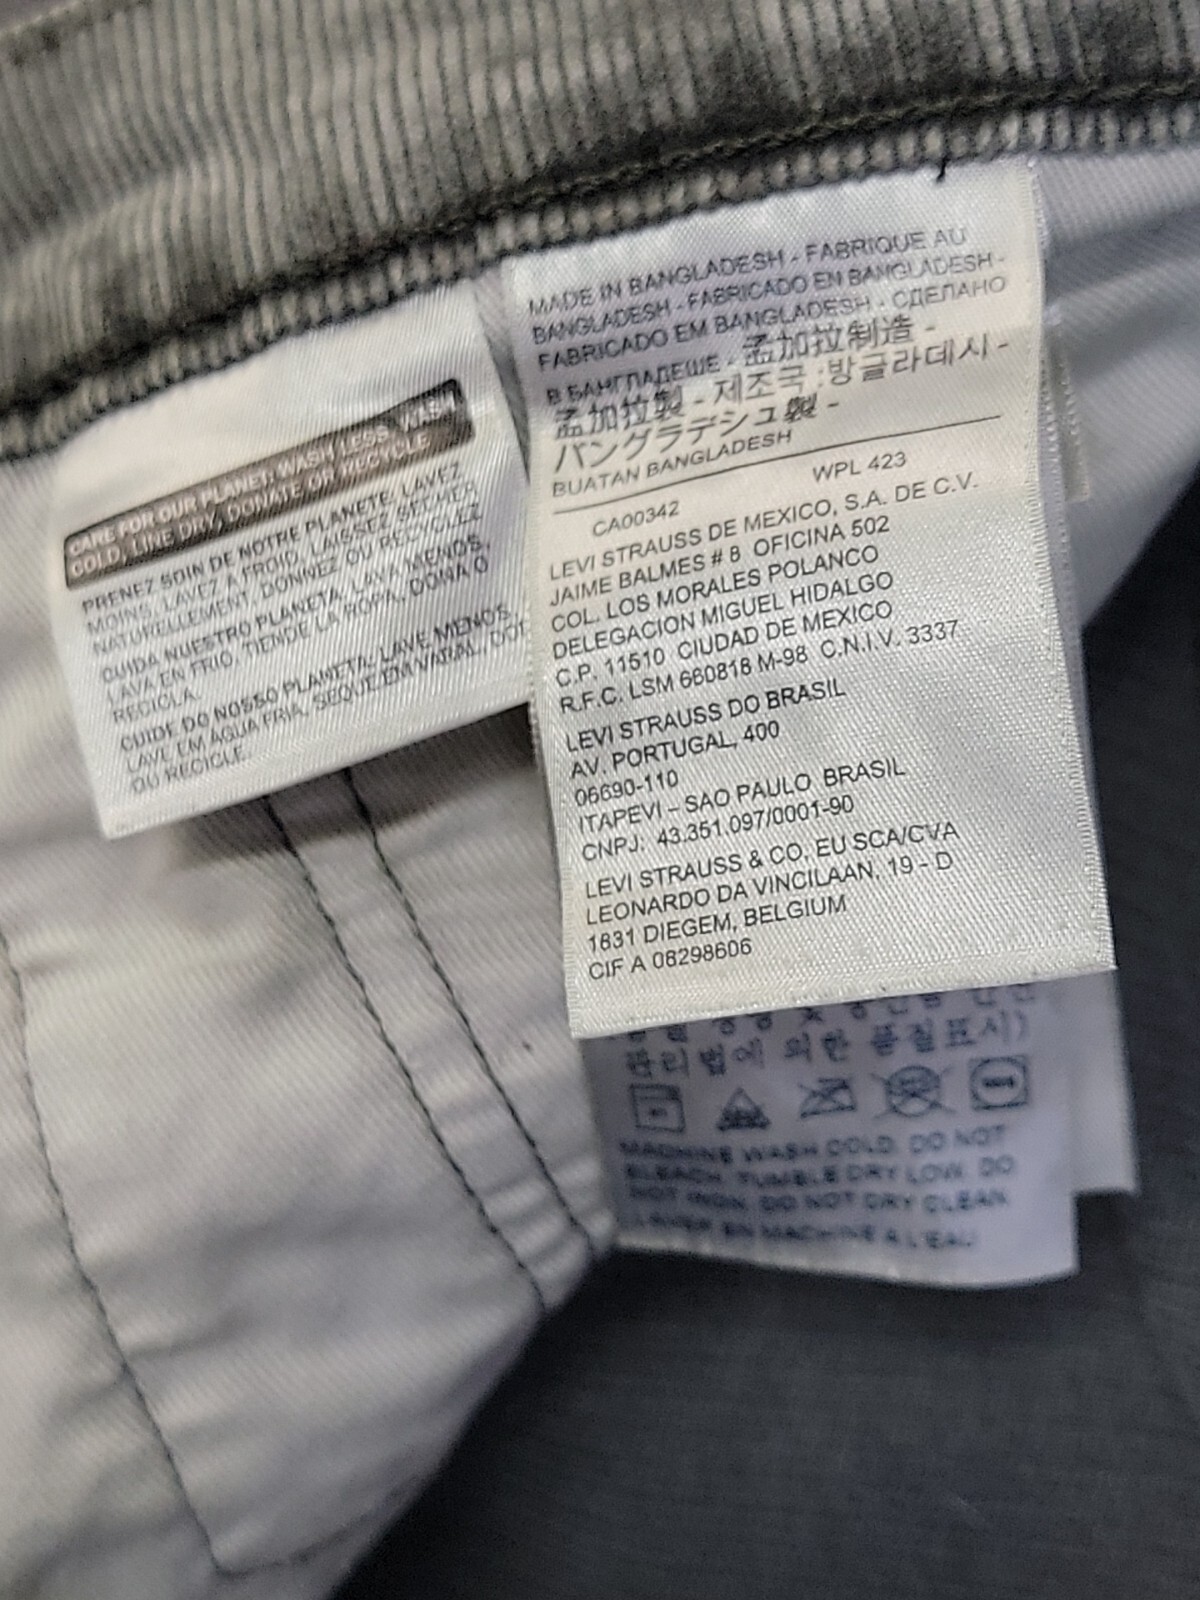 CARE FOR OUR PLANET: WASH LESS, WASH
COLD, LINE DRY, DONATE OR RECYCLE
PRENEZ SOIN DE NOTRE PLANETE: LAVEZ
MOINS, LAVEZ A FROID, LAISSEZ SECHER
NATURELLEMENT, DONNEZ OU RECYCLEZ
CUIDA NUESTRO PLANETA, LAVA MENOS,
LAVA EN FRIO, TIENDE LA ROPA, DONA O
RECICLA.
CUIDE DO NOSSO PLANETA: LAVE MENOS,
LAVE EM ÁGUA FRIA, SEQUE EM VARAL, DOE
OU RECICLE.
MADE IN BANGLADESH - FABRIQUE AU
BANGLADESH - FABRICADO EN BANGLADESH -
FABRICADO EM BANGLADESH - СДЕЛАНО
В БАНГЛАДЕШЕ - 孟加拉制造 -
孟加拉製 - 제조국 :방글라데시 -
バングラデシュ製 -
BUATAN BANGLADESH
CA00342 WPL 423
LEVI STRAUSS DE MEXICO, S.A. DE C.V.
JAIME BALMES # 8 OFICINA 502
COL. LOS MORALES POLANCO
DELEGACION MIGUEL HIDALGO
C.P. 11510 CIUDAD DE MEXICO
R.F.C. LSM 660818 M-98 C.N.I.V. 3337
LEVI STRAUSS DO BRASIL
AV. PORTUGAL, 400
06690-110
ITAPEVI – SAO PAULO BRASIL
CNPJ: 43.351.097/0001-90
LEVI STRAUSS & CO, EU SCA/CVA
LEONARDO DA VINCILAAN, 19 - D
1831 DIEGEM, BELGIUM
CIF A 08298606
관리법에 의한 품질표시)
MACHINE WASH COLD. DO NOT
BLEACH. TUMBLE DRY LOW. DO
NOT IRON. DO NOT DRY CLEAN.
LAVER EN MACHINE A L'EAU